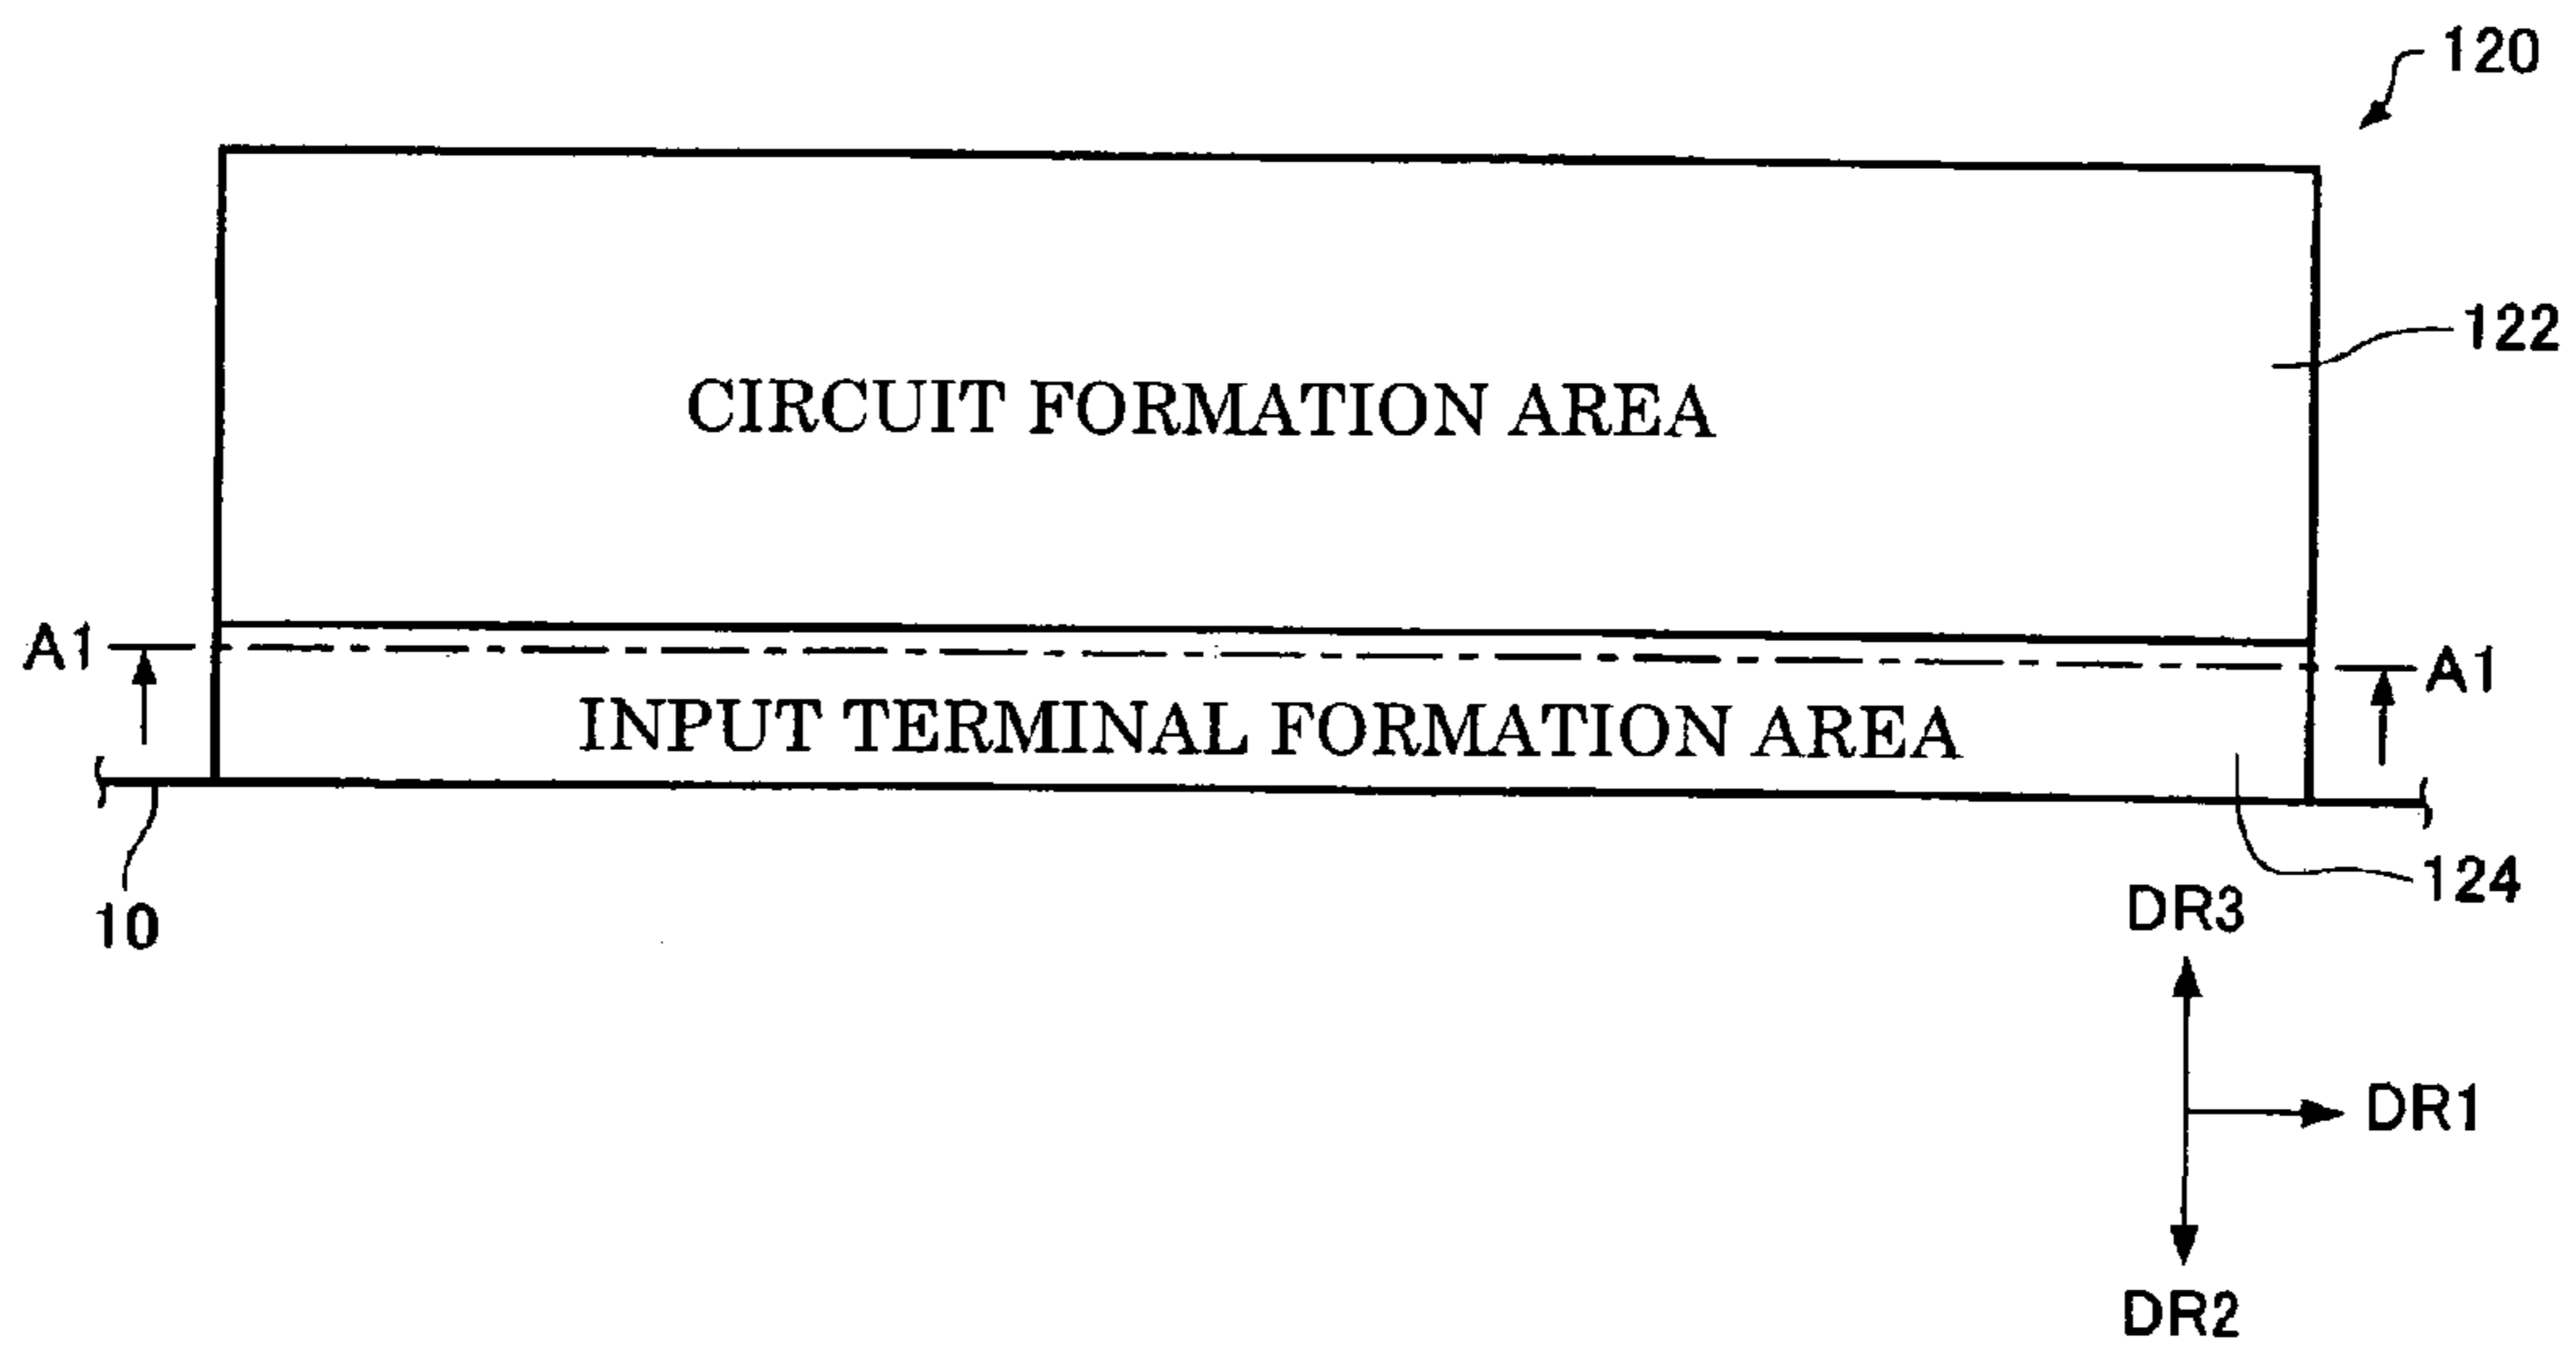 120
122
CIRCUIT FORMATION AREA
A1
A1
INPUT TERMINAL FORMATION AREA
124
10
DR3
DR1
DR2